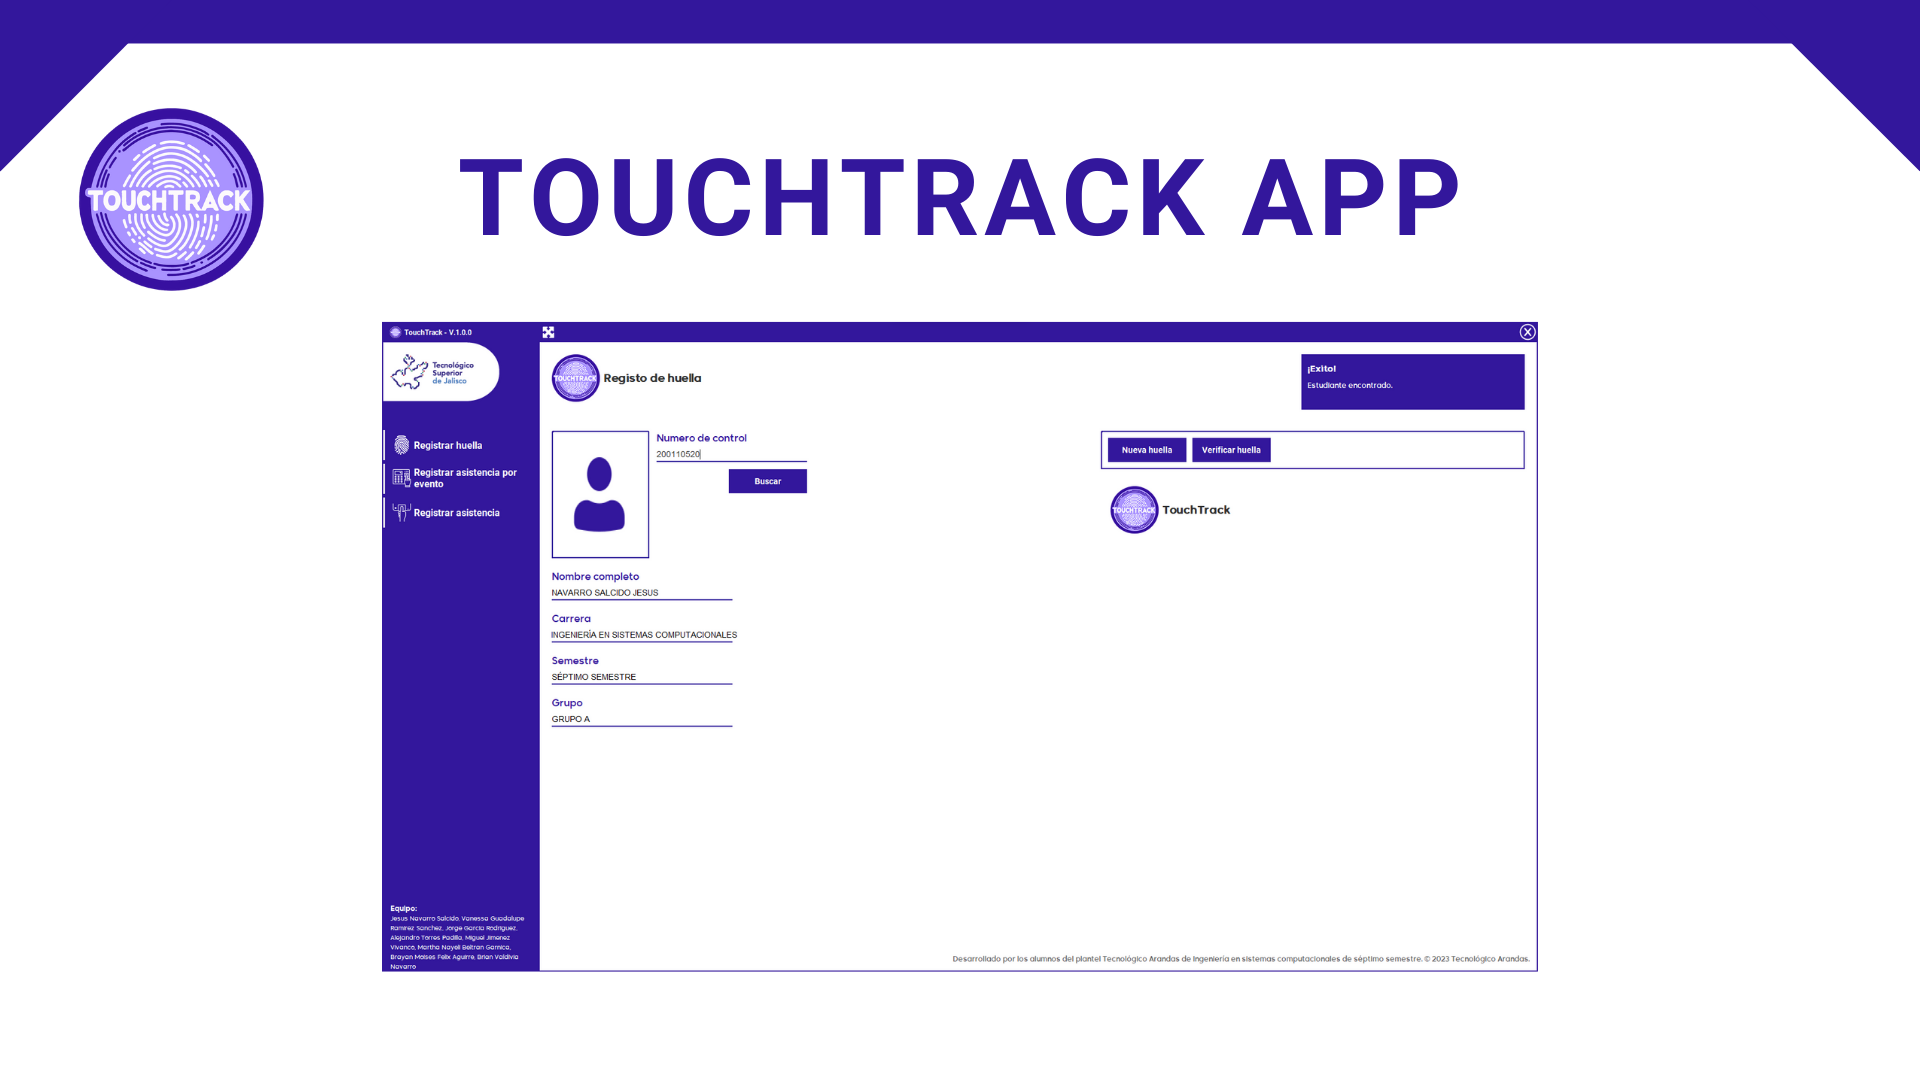 TOUCHTRACK
TOUCHTRACK APP
TouchTrack - V.1.0.0
Tecnológico
Superior
de Jalisco
Registrar huella
Registrar asistencia por
evento
Registrar asistencia
Equipo:
Jesus Navarro Salcido, Vanessa Guadalupe
Ramirez Sanchez, Jorge Garcia Rodriguez,
Alejandro Torres Padilla, Miguel Jimenez
Vivanco, Martha Nayeli Beltran Garnica,
Brayan Moises Felix Aguirre, Brian Valdivia
Navarro
TOUCHTRACK
Registo de huella
¡Exito!
Estudiante encontrado.
Numero de control
200110520
Buscar
Nueva huella
Verificar huella
TOUCHTRACK
TouchTrack
Nombre completo
NAVARRO SALCIDO JESUS
Carrera
INGENIERÍA EN SISTEMAS COMPUTACIONALES
Semestre
SÉPTIMO SEMESTRE
Grupo
GRUPO A
Desarrollado por los alumnos del plantel Tecnológico Arandas de Ingeniería en sistemas computacionales de séptimo semestre. © 2023 Tecnológico Arandas.